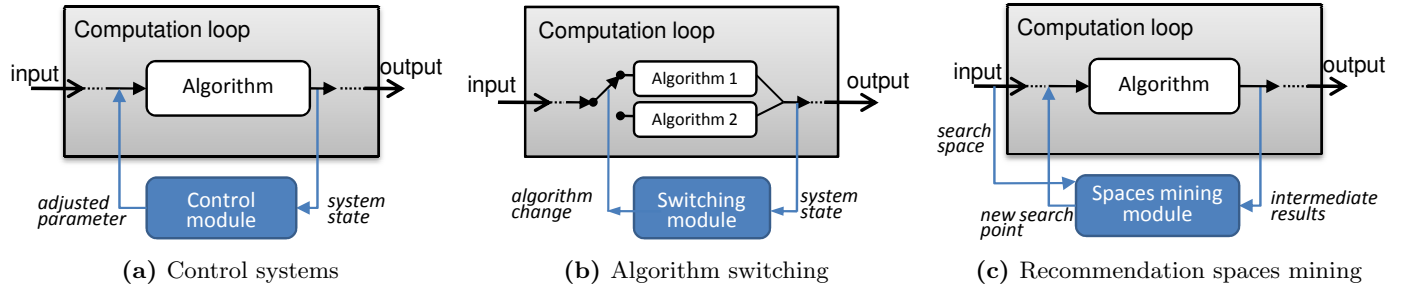 Computation loop
input
output
Algorithm
adjusted
parameter
Control
module
system
state
(a) Control systems
Computation loop
input
output
Algorithm 1
Algorithm 2
algorithm
change
Switching
module
system
state
(b) Algorithm switching
Computation loop
input
output
Algorithm
search
space
Spaces mining
module
new search
point
intermediate
results
(c) Recommendation spaces mining